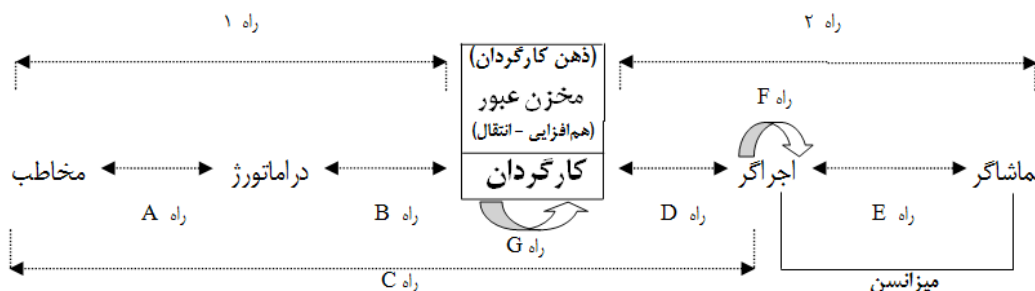 راه ۱
راه ۲
(ذهن کارگردان)
مخزن عبور
(هم‌افزایی - انتقال)
کارگردان
راه F
مخاطب
دراماتورژ
اجراگر
ماشاگر
راه A
راه B
راه D
راه E
راه G
راه C
میزانسن